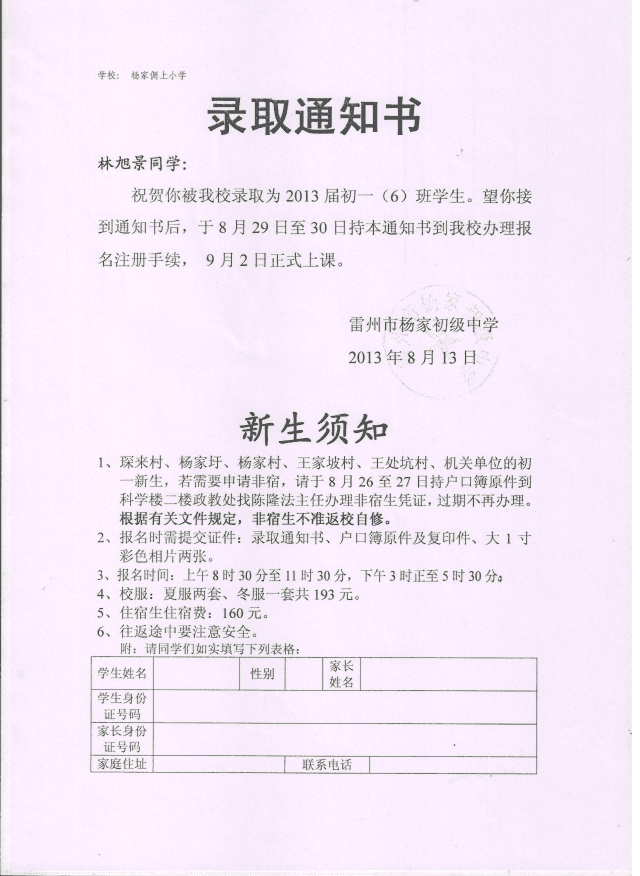 学校： 杨家偶上小学
录取通知书
林旭景同学：
祝贺你被我校录取为 2013 届初一（6）班学生。望你接
到通知书后，于 8 月 29 日至 30 日持本通知书到我校办理报
名注册手续， 9 月 2 日正式上课。
雷州市杨家初级中学
2013 年 8 月 13 日
新生须知
1、琛来村、杨家圩、杨家村、王家坡村、王处坑村、机关单位的初
一新生，若需要申请非宿，请于 8 月 26 至 27 日持户口簿原件到
科学楼二楼政教处找陈隆法主任办理非宿生凭证，过期不再办理。
根据有关文件规定，非宿生不准返校自修。
2、报名时需提交证件：录取通知书、户口簿原件及复印件、大 1 寸
彩色相片两张。
3、报名时间：上午 8 时 30 分至 11 时 30 分，下午 3 时正至 5 时 30 分。
4、校服：夏服两套、冬服一套共 193 元。
5、住宿生住宿费：160 元。
6、往返途中要注意安全。
附：请同学们如实填写下列表格：
学生姓名 性别 家长
姓名
学生身份
证号码
家长身份
证号码
家庭住址 联系电话